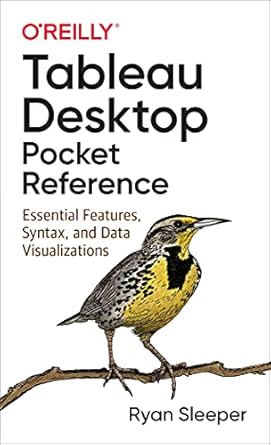 O'REILLY®
Tableau
Desktop
Pocket
Reference
Essential Features,
Syntax, and Data
Visualizations
Ryan Sleeper